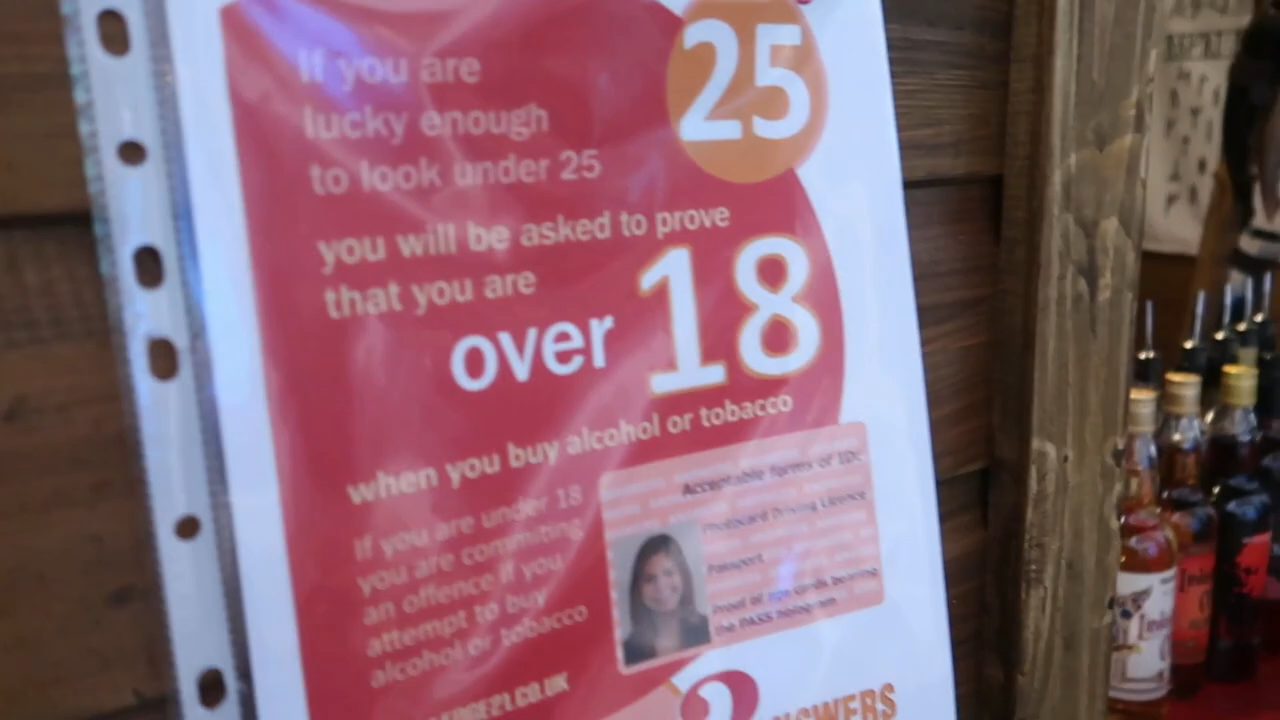 25
If you are
lucky enough
to look under 25
you will be asked to prove
that you are
over 18
when you buy alcohol or tobacco
If you are under 18
you are commiting
an offence if you
attempt to buy
alcohol or tobacco
Acceptable forms of ID:
Photocard Driving Licence
Passport
Proof of age cards bearing
the PASS hologram